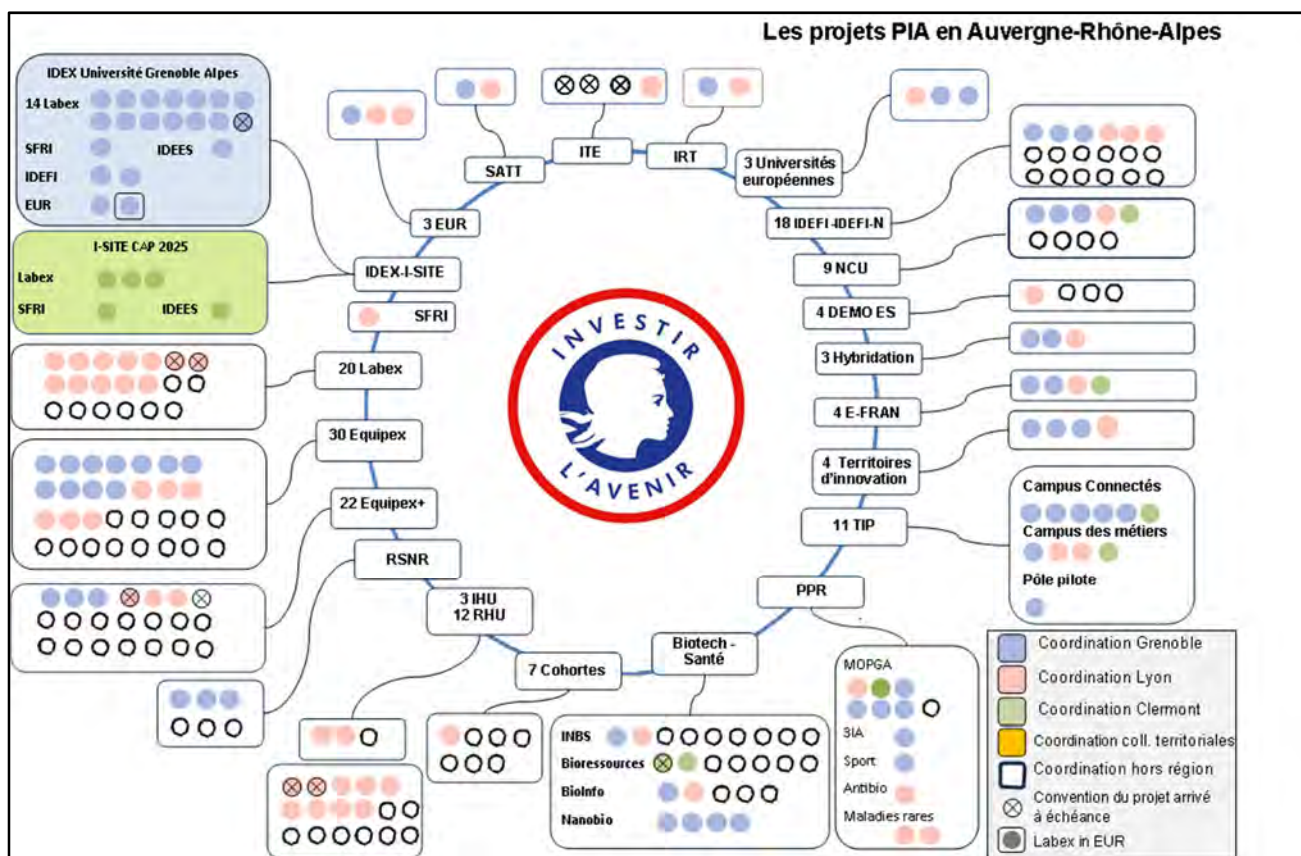 Les projets PIA en Auvergne-Rhône-Alpes
IDEX Université Grenoble Alpes
14 Labex
SFRI IDEES
IDEFI
EUR
I-SITE CAP 2025
Labex
SFRI IDEES
SATT
ITE
IRT
3 Universités
européennes
3 EUR
18 IDEFI-IDEFI-N
IDEX-I-SITE
9 NCU
SFRI
4 DEMO ES
20 Labex
3 Hybridation
30 Equipex
4 E-FRAN
22 Equipex+
4 Territoires
d'innovation
RSNR
11 TIP
3 IHU
12 RHU
PPR
7 Cohortes
Biotech -
Santé
INVESTIR
L'AVENIR
Campus Connectés
Campus des métiers
Pôle pilote
INBS
Bioressources
BioInfo
Nanobio
MOPGA
3IA
Sport
Antibio
Maladies rares
Coordination Grenoble
Coordination Lyon
Coordination Clermont
Coordination coll. territoriales
Coordination hors région
Convention du projet arrivé
à échéance
Labex in EUR